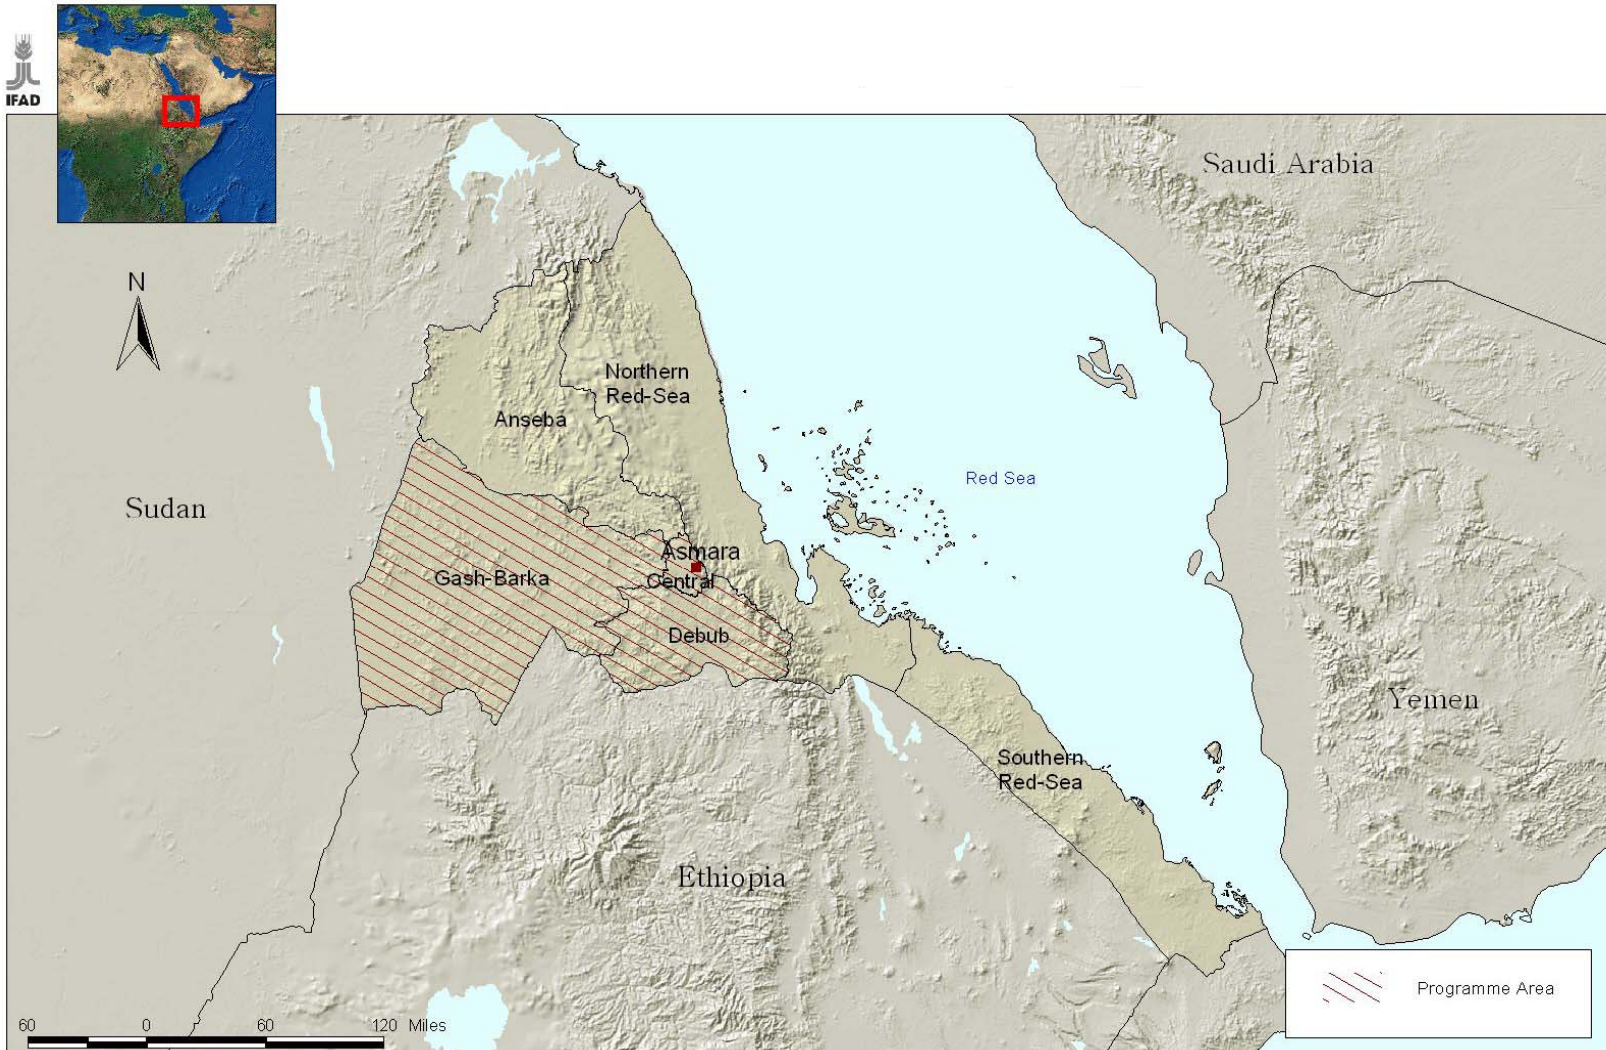 IFAD
Saudi Arabia
N
Northern
Red-Sea
Anseba
Red Sea
Sudan
Asmara
Gash-Barka
Central
Debub
Yemen
Southern
Red-Sea
Ethiopia
Programme Area
60 0 60 120 Miles